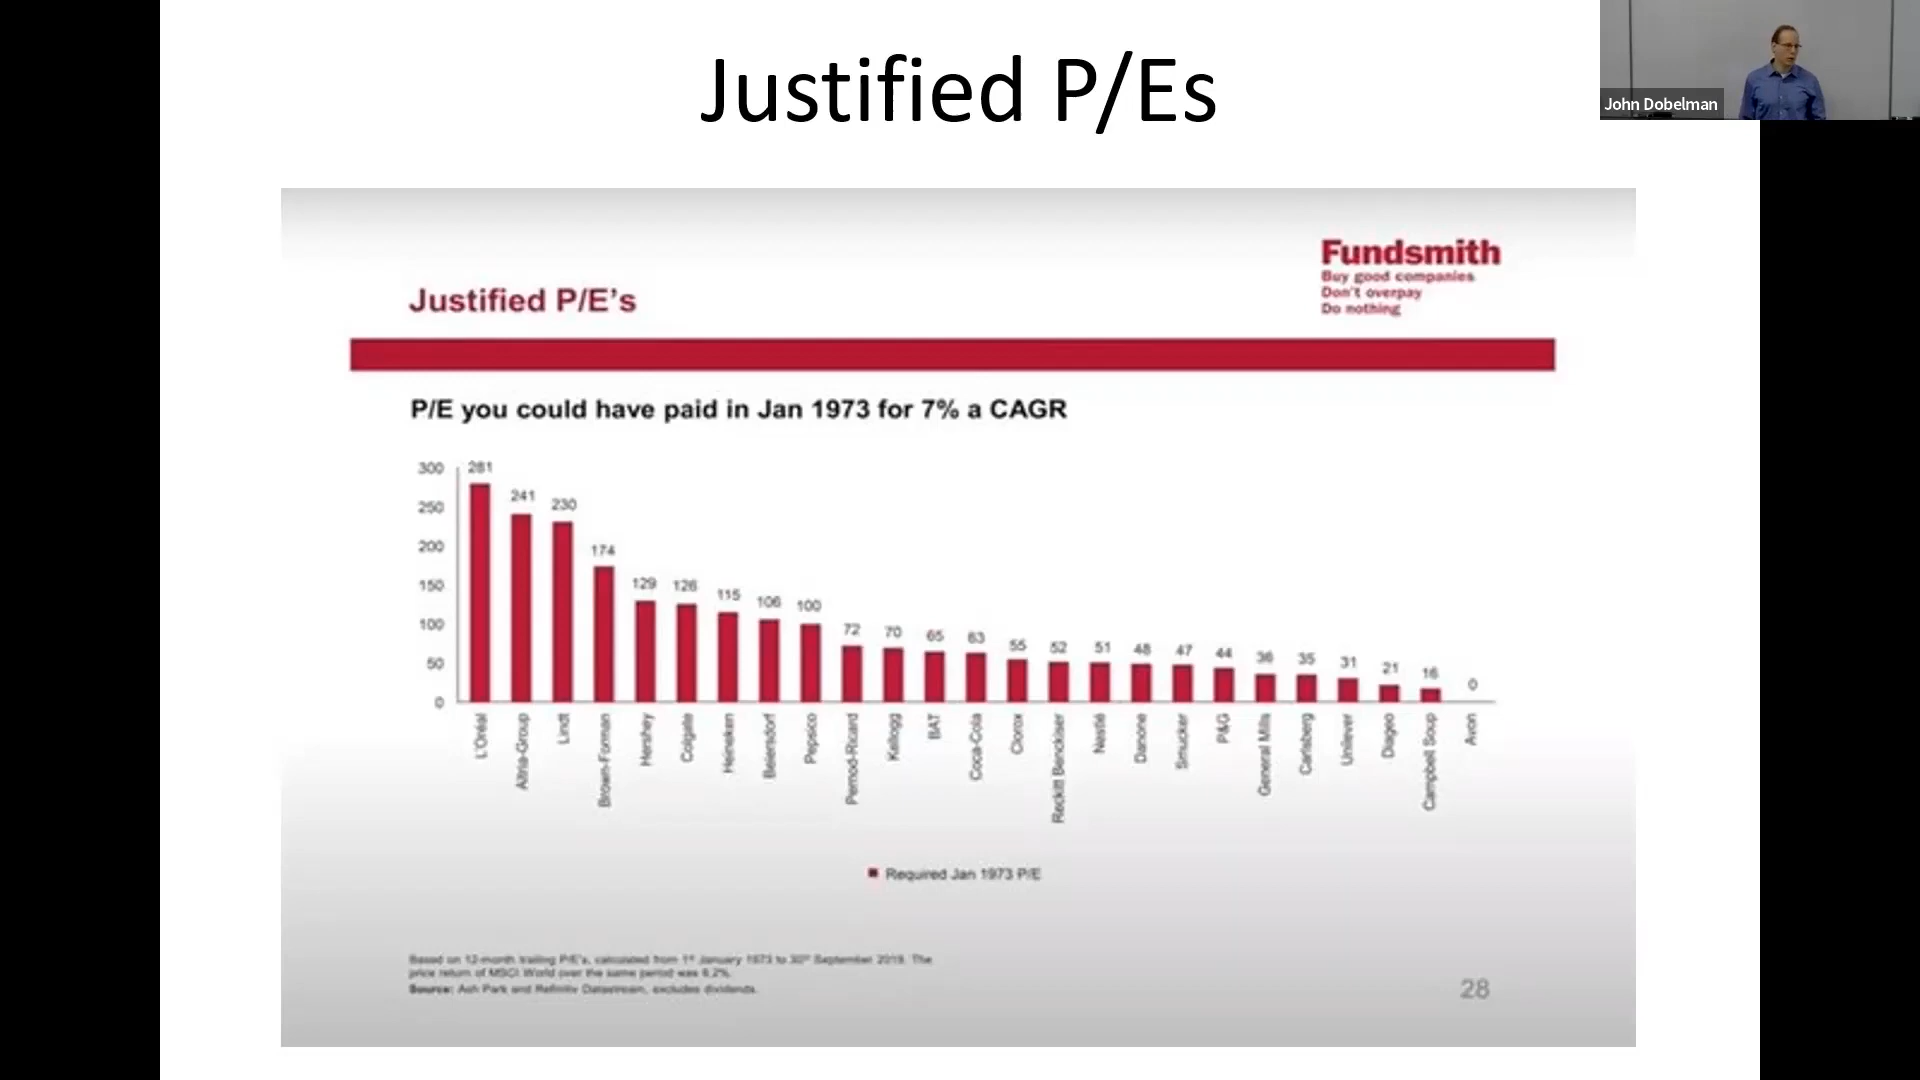 Justified P/Es
John Dobelman
Fundsmith
Buy good companies
Don't overpay
Do nothing
Justified P/E's
P/E you could have paid in Jan 1973 for 7% a CAGR
300
250
200
150
100
50
0
281
241
230
174
129
126
115
106
100
72
70
65
63
55
52
51
48
47
44
36
35
31
21
16
0
L'Oréal
Altria-Group
Lindt
Brown-Forman
Hershey
Colgate
Heineken
Beiersdorf
Pepsico
Pernod-Ricard
Kellogg
BAT
Coca-Cola
Clorox
Reckitt Benckiser
Nestlé
Danone
Smucker
P&G
General Mills
Carlsberg
Unilever
Diageo
Campbell Soup
Avon
Required Jan 1973 P/E
Based on 12-month trailing P/E's, calculated from 1st January 1973 to 30th September 2019. The
price return of MSCI World over the same period was 6.2%.
Source: Ash Park and Refinitiv Datastream, excludes dividends.
28